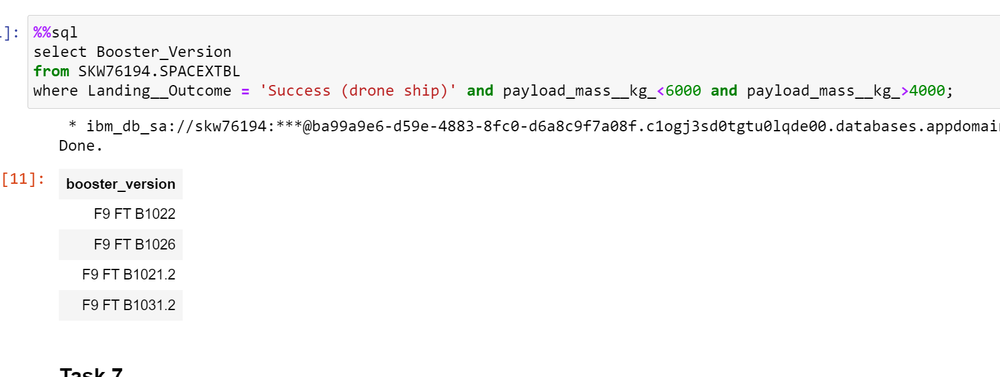 ]:
%%sql
select Booster_Version
from SKW76194.SPACEXTBL
where Landing__Outcome = 'Success (drone ship)' and payload_mass__kg_<6000 and payload_mass__kg_>4000;
* ibm_db_sa://skw76194:***@ba99a9e6-d59e-4883-8fc0-d6a8c9f7a08f.c1ogj3sd0tgtu0lqde00.databases.appdomai
Done.
[11]:
booster_version
F9 FT B1022
F9 FT B1026
F9 FT B1021.2
F9 FT B1031.2
Task 7